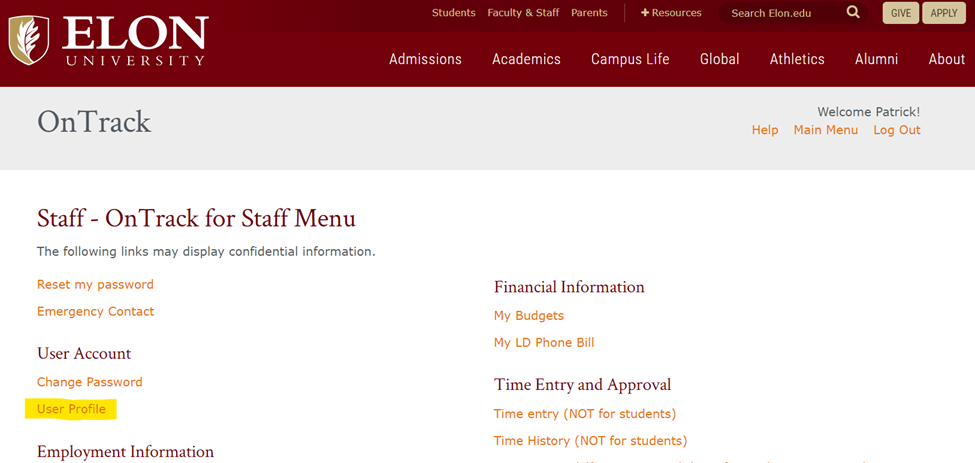 Students Faculty & Staff Parents + Resources Search Elon.edu GIVE APPLY
ELON
UNIVERSITY
Admissions Academics Campus Life Global Athletics Alumni About
OnTrack
Welcome Patrick!
Help Main Menu Log Out
Staff - OnTrack for Staff Menu
The following links may display confidential information.
Reset my password
Emergency Contact
User Account
Change Password
User Profile
Employment Information
Financial Information
My Budgets
My LD Phone Bill
Time Entry and Approval
Time entry (NOT for students)
Time History (NOT for students)